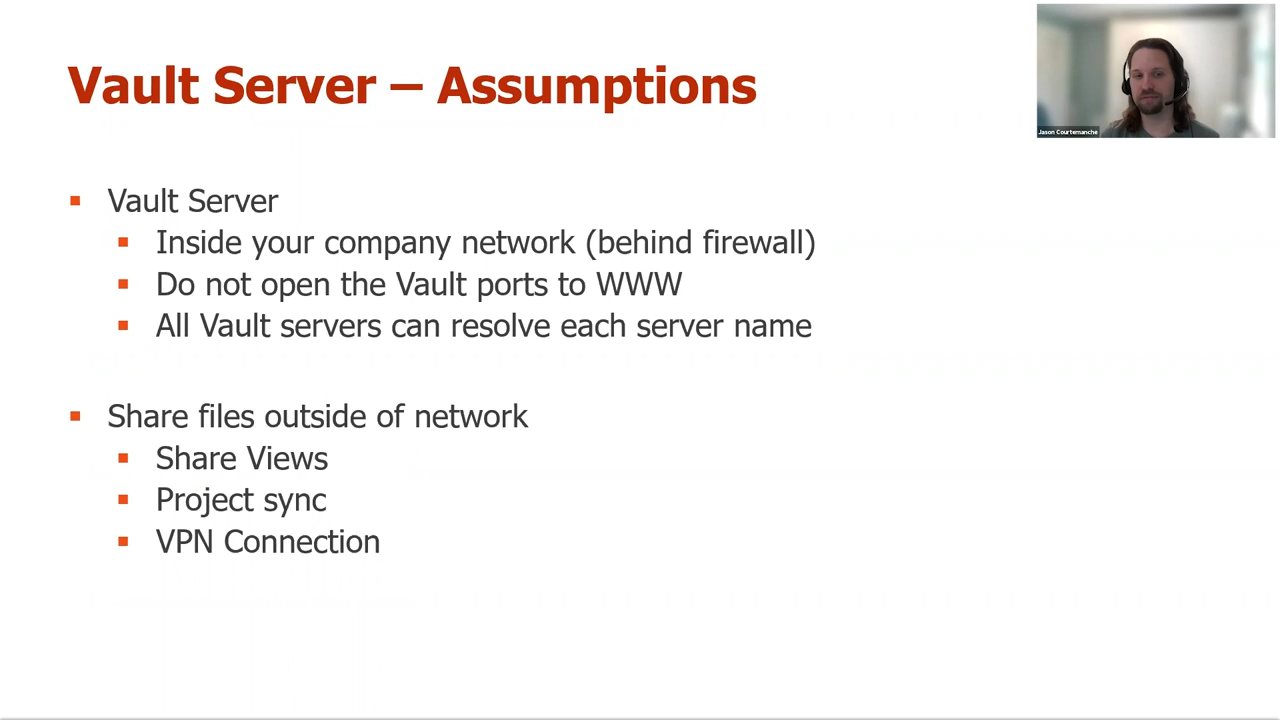 Vault Server – Assumptions
Jason Courtemanche
Vault Server
Inside your company network (behind firewall)
Do not open the Vault ports to WWW
All Vault servers can resolve each server name
Share files outside of network
Share Views
Project sync
VPN Connection